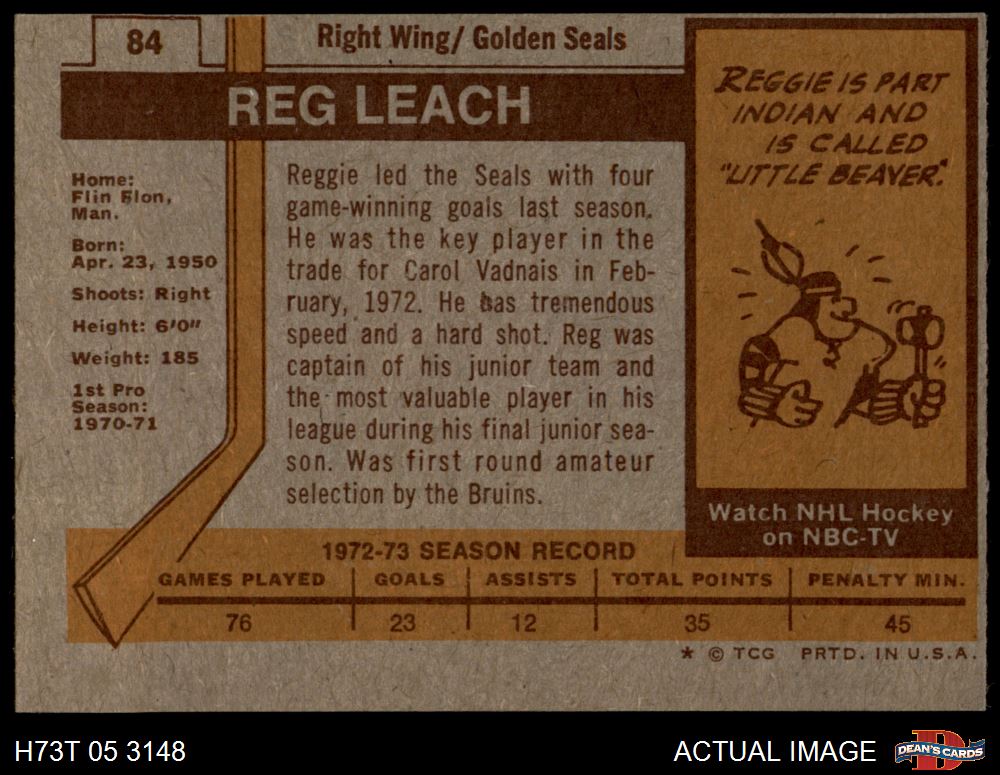 84
Right Wing/ Golden Seals
REG LEACH
Home:
Flin Flon,
Man.
Born:
Apr. 23, 1950
Shoots: Right
Height: 6'0"
Weight: 185
1st Pro
Season:
1970-71
Reggie led the Seals with four
game-winning goals last season.
He was the key player in the
trade for Carol Vadnais in Feb-
ruary, 1972. He has tremendous
speed and a hard shot. Reg was
captain of his junior team and
the most valuable player in his
league during his final junior sea-
son. Was first round amateur
selection by the Bruins.
REGGIE IS PART
INDIAN AND
IS CALLED
"LITTLE BEAVER."
Watch NHL Hockey
on NBC-TV
1972-73 SEASON RECORD
GAMES PLAYED GOALS ASSISTS TOTAL POINTS PENALTY MIN.
76 23 12 35 45
* © TCG PRTD. IN U.S.A.
H73T 05 3148
ACTUAL IMAGE
D
DEAN'S CARDS